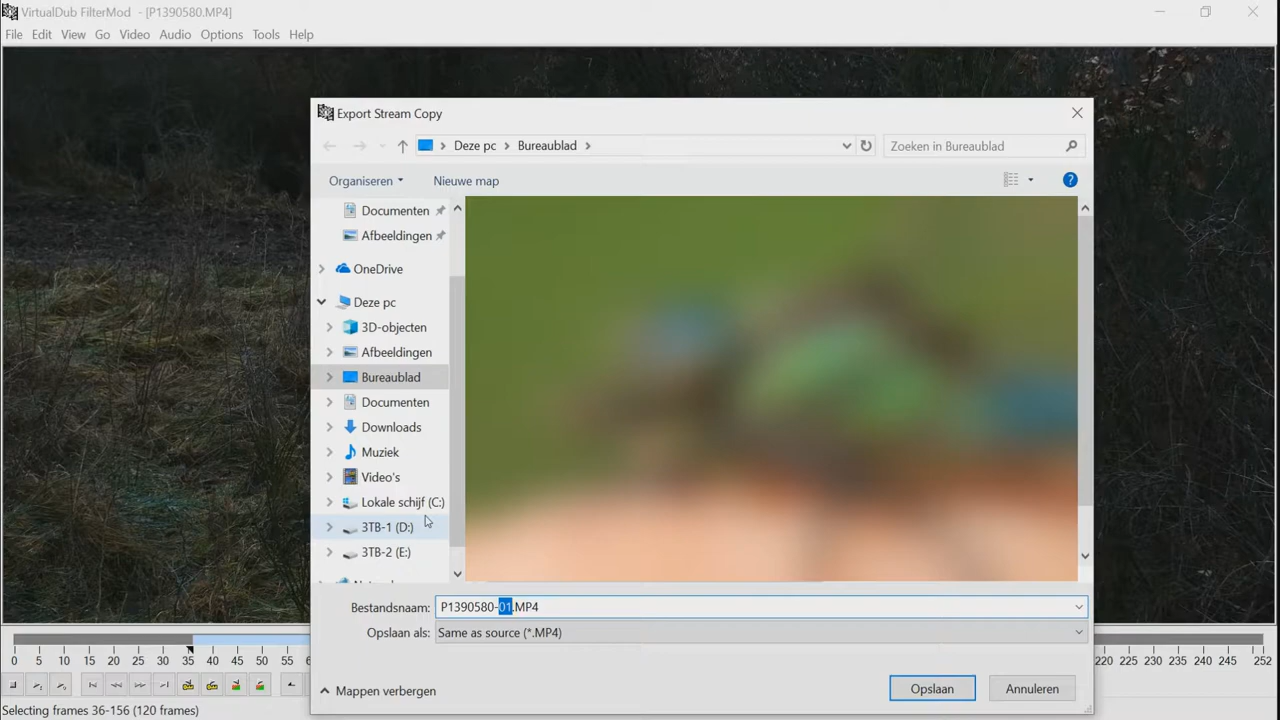 VirtualDub FilterMod - [P1390580.MP4]
File Edit View Go Video Audio Options Tools Help
Export Stream Copy
Deze pc Bureaublad
Zoeken in Bureaublad
Organiseren Nieuwe map
Documenten
Afbeeldingen
OneDrive
Deze pc
3D-objecten
Afbeeldingen
Bureaublad
Documenten
Downloads
Muziek
Video's
Lokale schijf (C:)
3TB-1 (D:)
3TB-2 (E:)
Bestandsnaam: P1390580-01.MP4
Opslaan als: Same as source (*.MP4)
0 5 10 15 20 25 30 35 40 45 50 55 220 225 230 235 240 245 252
Mappen verbergen Opslaan Annuleren
Selecting frames 36-156 (120 frames)